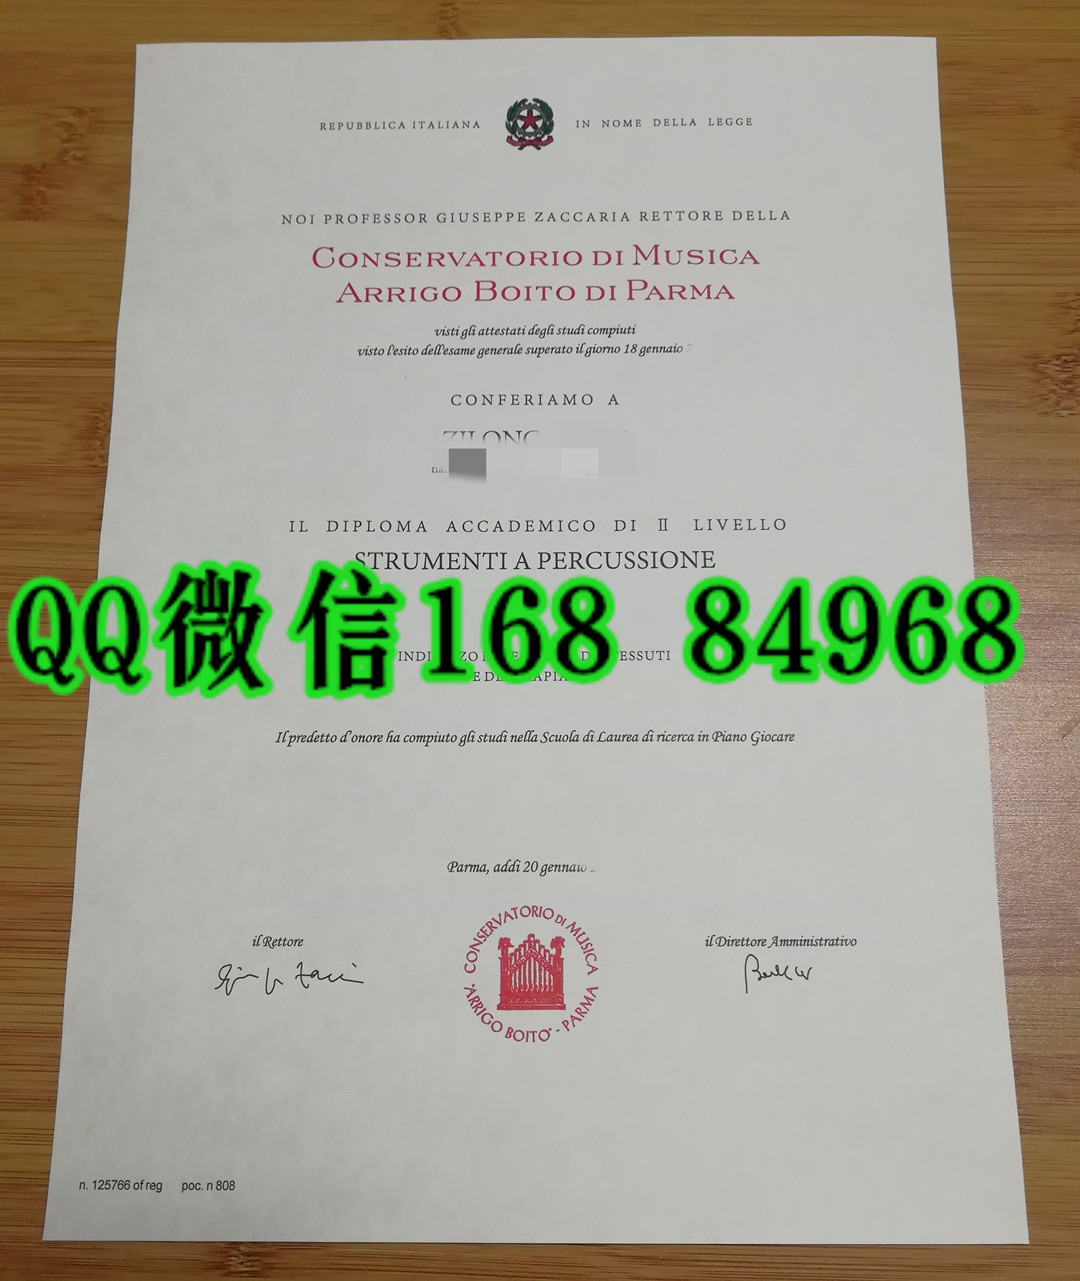 REPUBBLICA ITALIANA IN NOME DELLA LEGGE
NOI PROFESSOR GIUSEPPE ZACCARIA RETTORE DELLA
CONSERVATORIO DI MUSICA
ARRIGO BOITO DI PARMA
visti gli attestati degli studi compiuti
visto l'esito dell'esame generale superato il giorno 18 gennaio
CONFERIAMO A
ZILONG
IL DIPLOMA ACCADEMICO DI II LIVELLO
STRUMENTI A PERCUSSIONE
QQ微信168 84968
Il predetto d'onore ha compiuto gli studi nella Scuola di Laurea di ricerca in Piano Giocare
Parma, addì 20 gennaio
il Rettore
CONSERVATORIO DI MUSICA
"ARRIGO BOITO" - PARMA
il Direttore Amministrativo
n. 125766 of reg poc. n 808